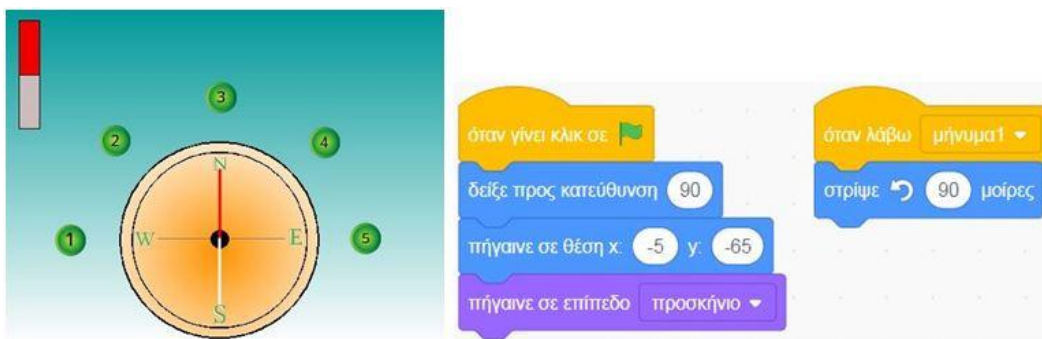 3
2
4
N
1
W
E
5
S
όταν γίνει κλικ σε
δείξε προς κατεύθυνση 90
πήγαινε σε θέση x: -5 y: -65
πήγαινε σε επίπεδο προσκήνιο
όταν λάβω μήνυμα1
στρίψε 90 μοίρες